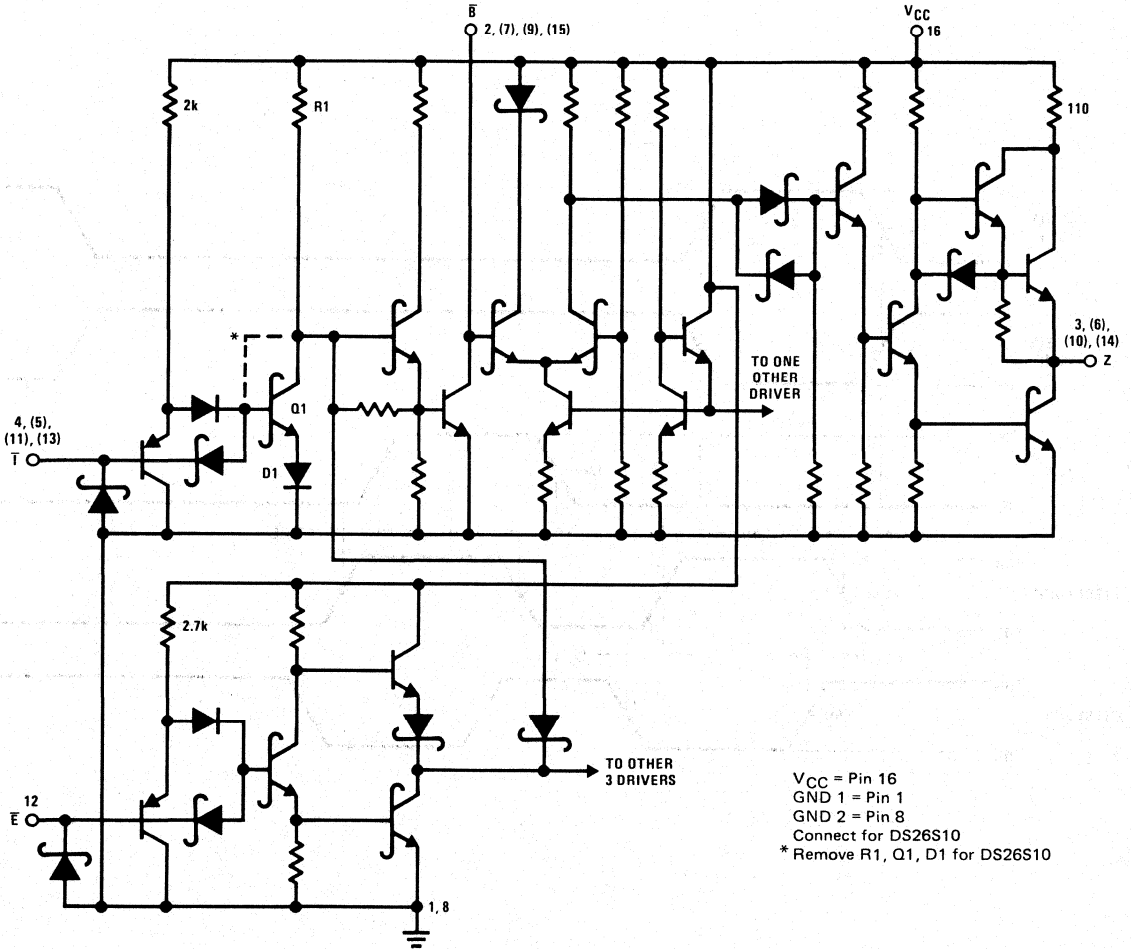 B̅
2, (7), (9), (15)
VCC
16
2k
R1
110
*
Q1
4, (5),
(11), (13)
I̅
D1
TO ONE
OTHER
DRIVER
3, (6),
(10), (14)
Z
2.7k
12
E̅
TO OTHER
3 DRIVERS
1, 8
VCC = Pin 16
GND 1 = Pin 1
GND 2 = Pin 8
Connect for DS26S10
* Remove R1, Q1, D1 for DS26S10